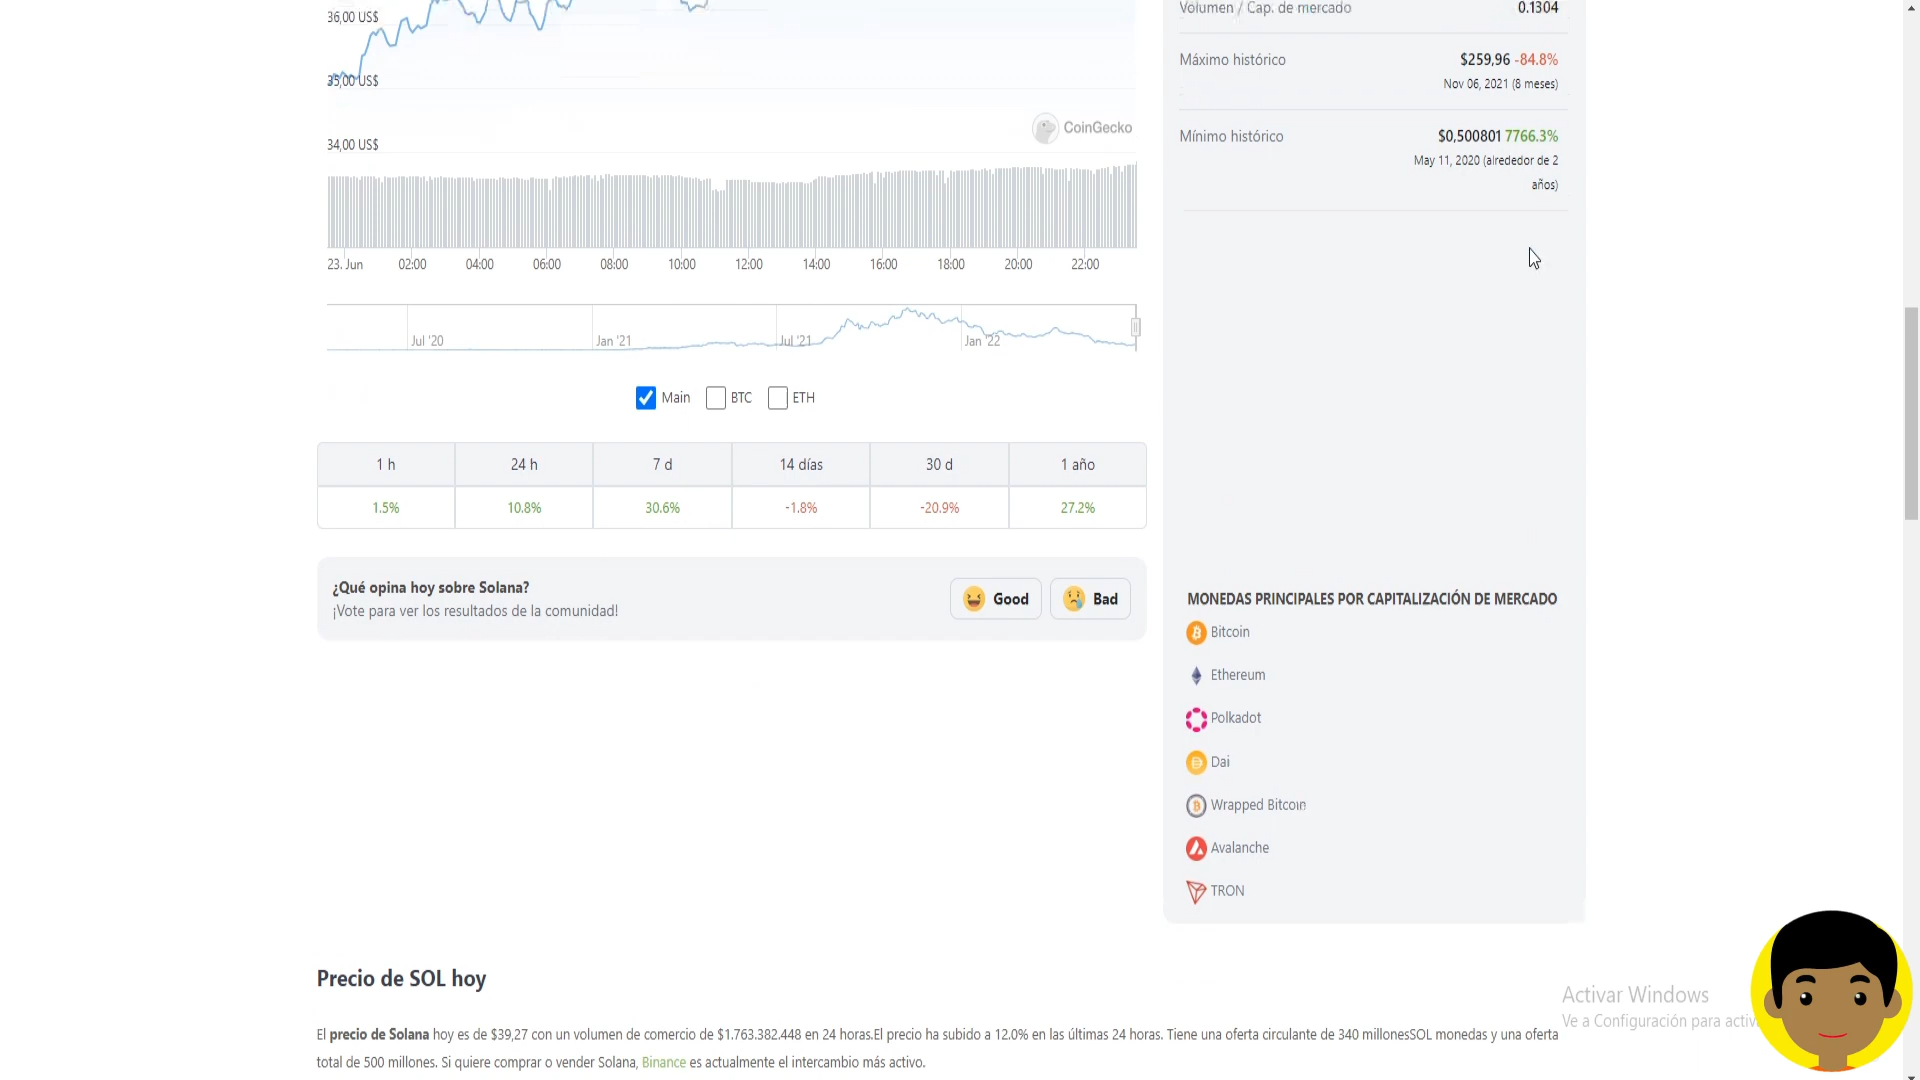 36,00 US$
35,00 US$
34,00 US$
CoinGecko
23. Jun 02:00 04:00 06:00 08:00 10:00 12:00 14:00 16:00 18:00 20:00 22:00
Jul '20 Jan '21 Jul '21 Jan '22
Main BTC ETH
1 h 24 h 7 d 14 días 30 d 1 año
1.5% 10.8% 30.6% -1.8% -20.9% 27.2%
¿Qué opina hoy sobre Solana?
¡Vote para ver los resultados de la comunidad!
Good Bad
Volumen / Cap. de mercado 0.1304
Máximo histórico $259,96 -84.8%
Nov 06, 2021 (8 meses)
Mínimo histórico $0,500801 7766.3%
May 11, 2020 (alrededor de 2
años)
MONEDAS PRINCIPALES POR CAPITALIZACIÓN DE MERCADO
Bitcoin
Ethereum
Polkadot
Dai
Wrapped Bitcoin
Avalanche
TRON
Precio de SOL hoy
El precio de Solana hoy es de $39,27 con un volumen de comercio de $1.763.382.448 en 24 horas.El precio ha subido a 12.0% en las últimas 24 horas. Tiene una oferta circulante de 340 millonesSOL monedas y una oferta
total de 500 millones. Si quiere comprar o vender Solana, Binance es actualmente el intercambio más activo.
Activar Windows
Ve a Configuración para activ